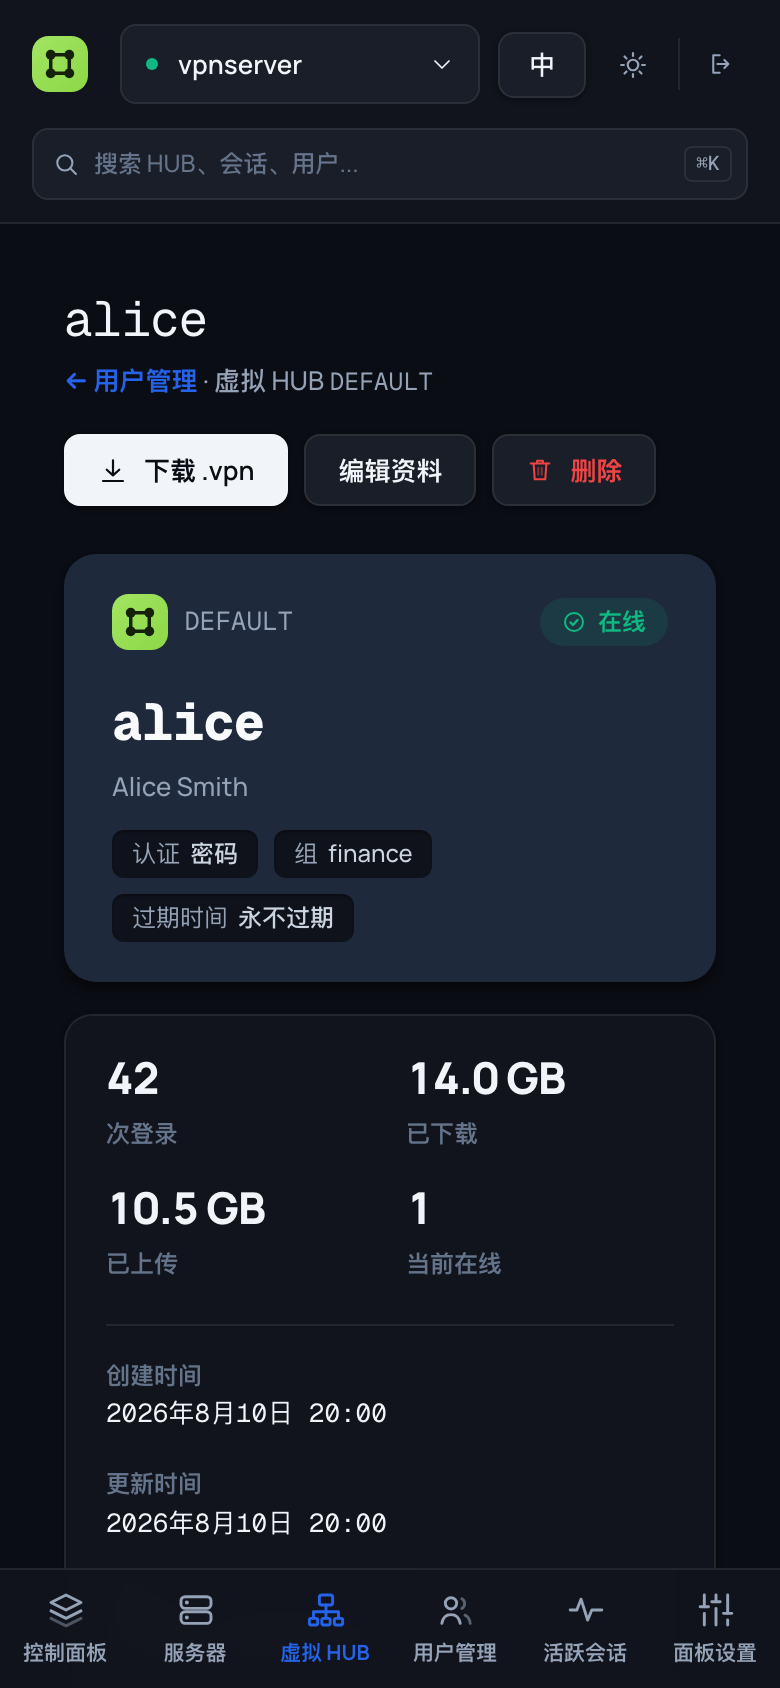 vpnserver
中
搜索 HUB、会话、用户...
⌘K
alice
← 用户管理 · 虚拟 HUB DEFAULT
下载 .vpn
编辑资料
删除
DEFAULT
在线
alice
Alice Smith
认证 密码
组 finance
过期时间 永不过期
42
14.0 GB
次登录
已下载
10.5 GB
1
已上传
当前在线
创建时间
2026年8月10日 20:00
更新时间
2026年8月10日 20:00
控制面板
服务器
虚拟 HUB
用户管理
活跃会话
面板设置